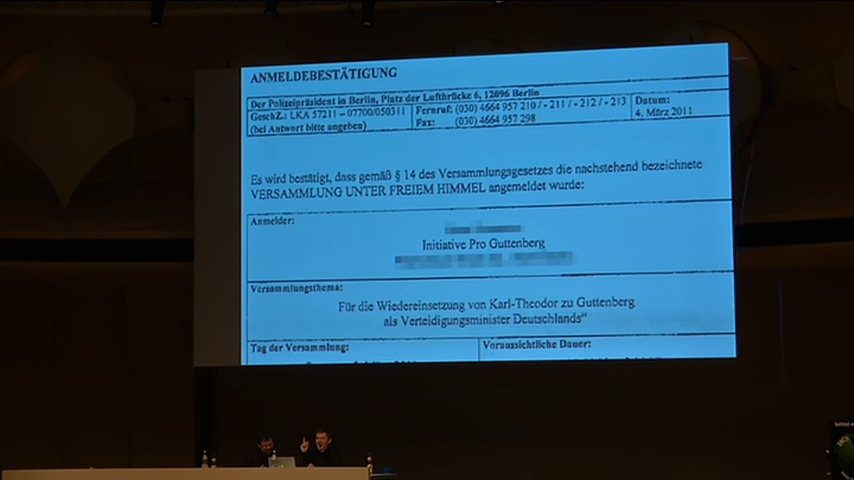 ANMELDEBESTÄTIGUNG
Der Polizeipräsident in Berlin, Platz der Luftbrücke 6, 12096 Berlin
GeschZ.: LKA 57211 – 07700/050311
(bei Antwort bitte angeben)
Fernruf: (030) 4664 957 210 / - 211 / - 212 / - 213
Fax: (030) 4664 957 298
Datum:
4. März 2011
Es wird bestätigt, dass gemäß § 14 des Versammlungsgesetzes die nachstehend bezeichnete
VERSAMMLUNG UNTER FREIEM HIMMEL angemeldet wurde:
Anmelder:
Initiative Pro Guttenberg
Versammlungsthema:
Für die Wiedereinsetzung von Karl-Theodor zu Guttenberg
als Verteidigungsminister Deutschlands“
Tag der Versammlung:
Voraussichtliche Dauer: